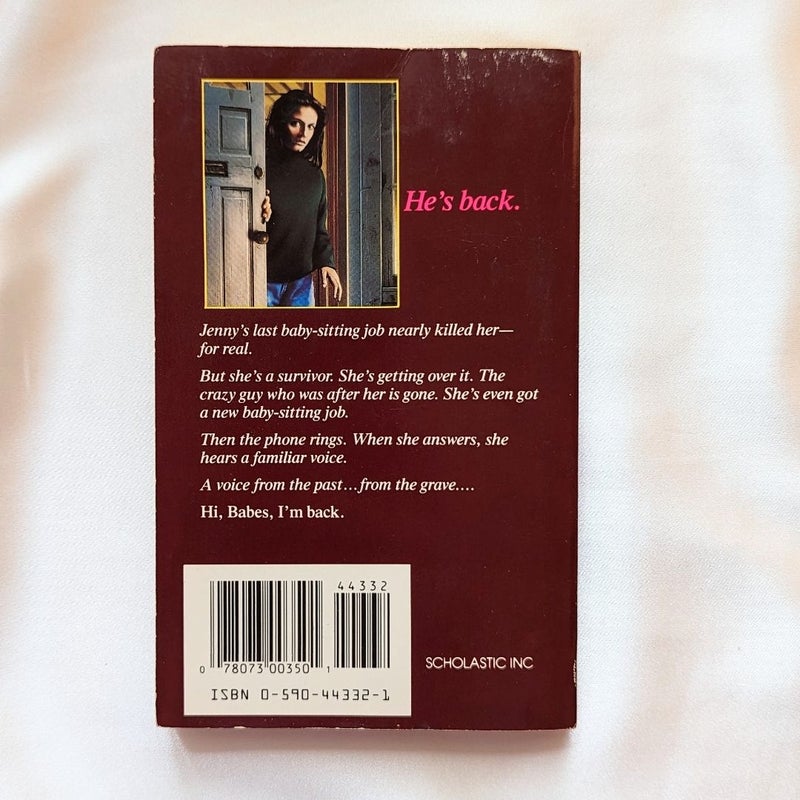 He's back.
Jenny's last baby-sitting job nearly killed her—
for real.
But she's a survivor. She's getting over it. The
crazy guy who was after her is gone. She's even got
a new baby-sitting job.
Then the phone rings. When she answers, she
hears a familiar voice.
A voice from the past...from the grave....
Hi, Babes, I'm back.
44332
0 78073 00350 1
ISBN 0-590-44332-1
SCHOLASTIC INC